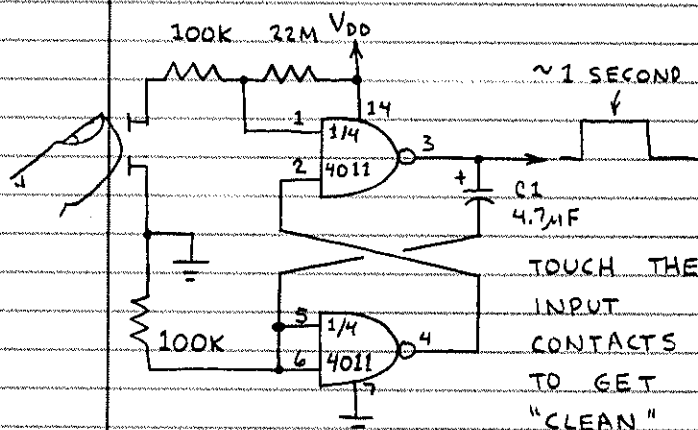 100K 22M VDD
~ 1 SECOND
14
1
1/4
4011
3
2
+
C1
4.7µF
TOUCH THE
INPUT
CONTACTS
TO GET
"CLEAN"
5
1/4
4011
4
6
7
100K